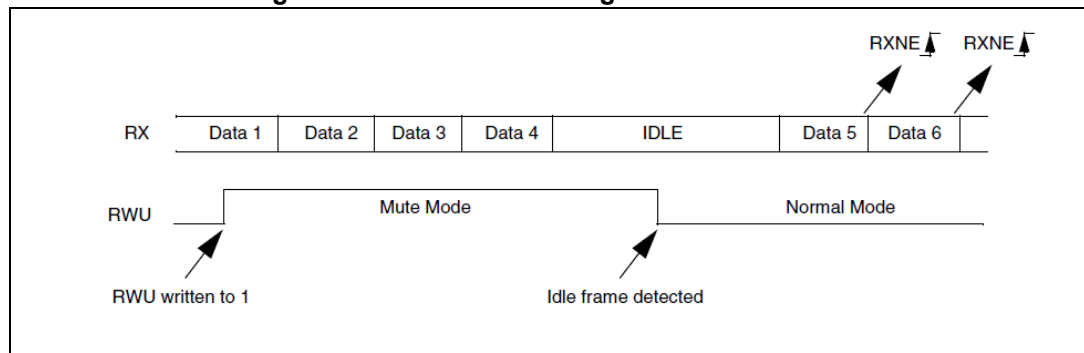 RXNE RXNE
RX Data 1 Data 2 Data 3 Data 4 IDLE Data 5 Data 6
RWU Mute Mode Normal Mode
RWU written to 1 Idle frame detected